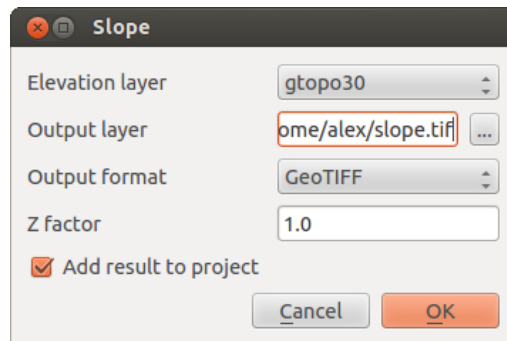 Slope
Elevation layer gtopo30
Output layer ome/alex/slope.tif ...
Output format GeoTIFF
Z factor 1.0
Add result to project
Cancel OK